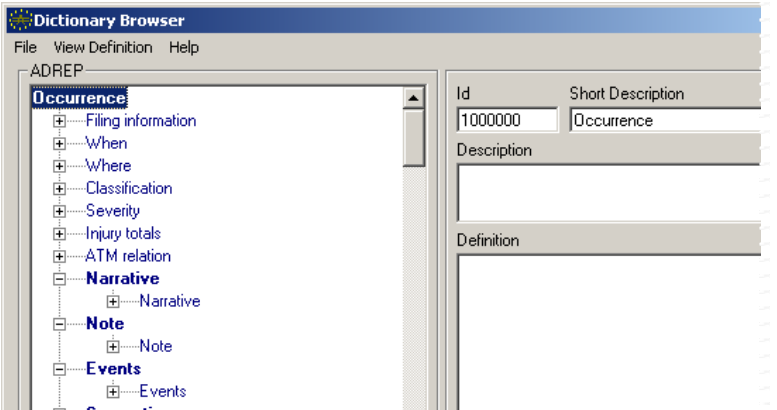 Dictionary Browser
File View Definition Help
ADREP
Occurrence
Filing information
When
Where
Classification
Severity
Injury totals
ATM relation
Narrative
Narrative
Note
Note
Events
Events
Id Short Description
1000000 Occurrence
Description
Definition